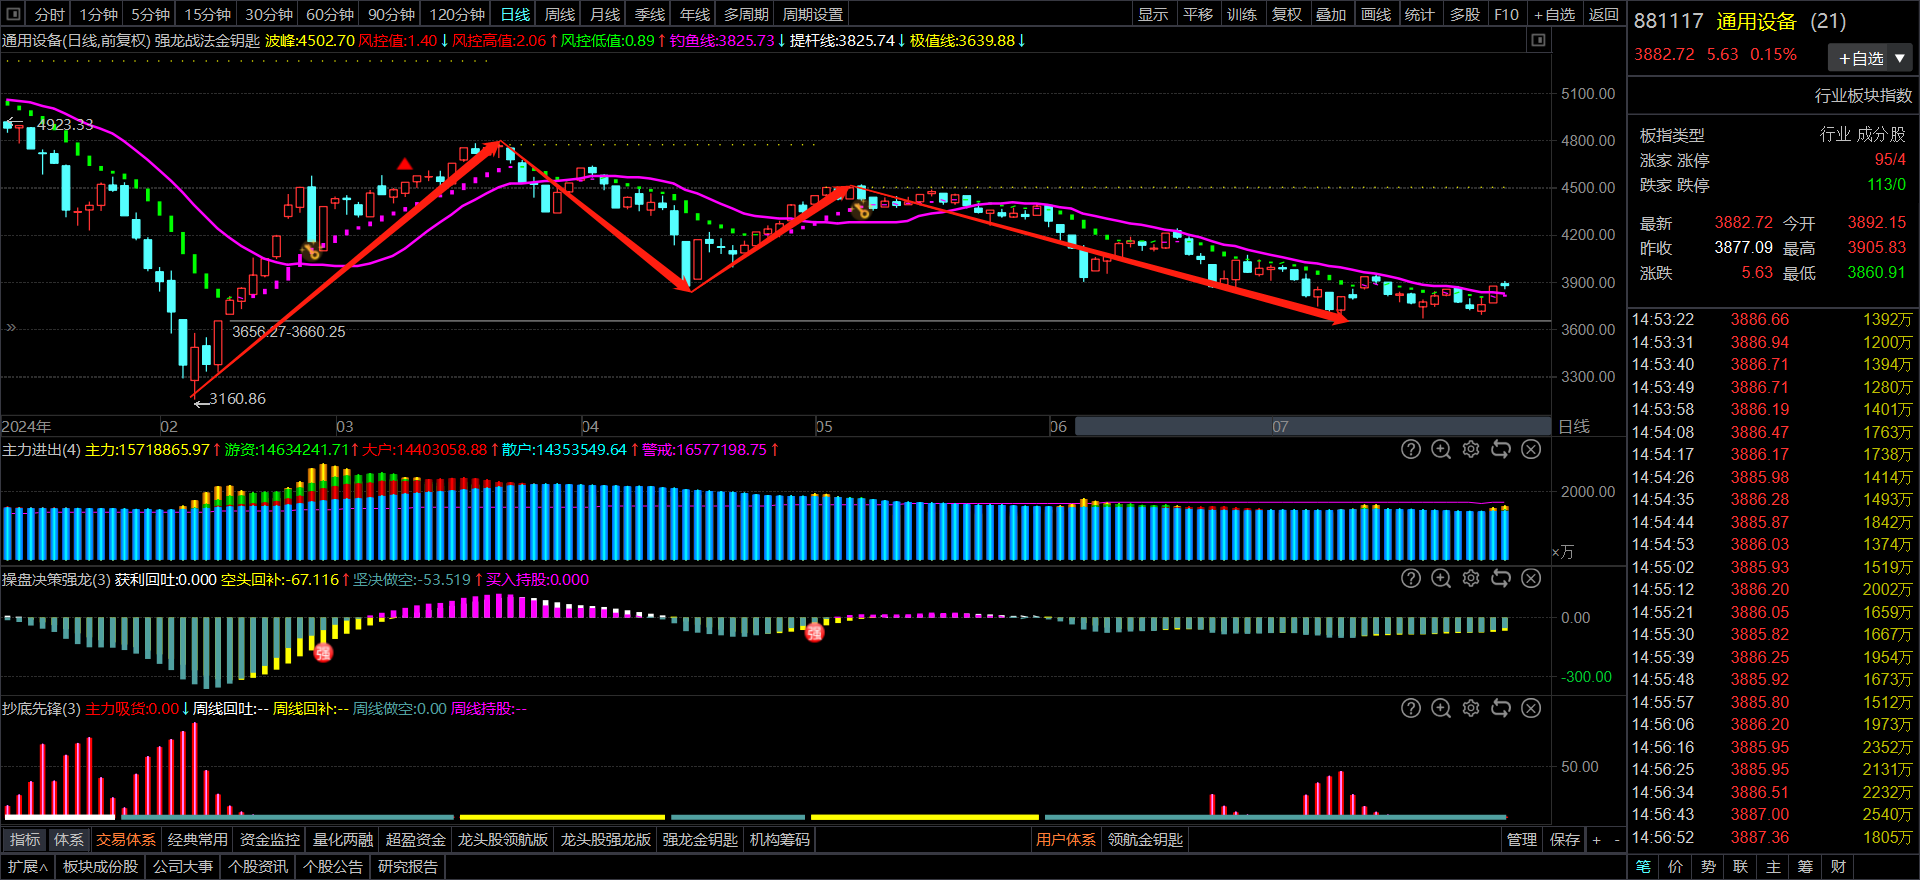 分时 1分钟 5分钟 15分钟 30分钟 60分钟 90分钟 120分钟 日线 周线 月线 季线 年线 多周期 周期设置 显示 平移 训练 复权 叠加 画线 统计 多股 F10 +自选 返回
881117 通用设备 (21)
通用设备(日线,前复权) 强龙战法金钥匙 波峰:4502.70 风控值:1.40↓ 风控高值:2.06↑ 风控低值:0.89↑ 钓鱼线:3825.73↓ 提杆线:3825.74↓ 极值线:3639.88↓
3882.72 5.63 0.15% +自选 ▼
行业板块指数
5100.00
4923.33
4800.00
4500.00
4200.00
3900.00
3656.27-3660.25
3600.00
3300.00
3160.86
2024年 02 03 04 05 06 07 日线
板指类型 行业 成分股
涨家 涨停 95/4
跌家 跌停 113/0
最新 3882.72 今开 3892.15
昨收 3877.09 最高 3905.83
涨跌 5.63 最低 3860.91
主力进出(4) 主力:15718865.97↑ 游资:14634241.71↑ 大户:14403058.88↑ 散户:14353549.64↑ 警戒:16577198.75↑
2000.00
×万
操盘决策强龙(3) 获利回吐:0.000 空头回补:-67.116↑ 坚决做空:-53.519↑ 买入持股:0.000
0.00
强
强
-300.00
抄底先锋(3) 主力吸货:0.00↓ 周线回吐:-- 周线回补:-- 周线做空:0.00 周线持股:--
50.00
14:53:22 3886.66 1392万
14:53:31 3886.94 1200万
14:53:40 3886.71 1394万
14:53:49 3886.71 1280万
14:53:58 3886.19 1401万
14:54:08 3886.47 1763万
14:54:17 3886.17 1738万
14:54:26 3885.98 1414万
14:54:35 3886.28 1493万
14:54:44 3885.87 1842万
14:54:53 3886.03 1374万
14:55:02 3885.93 1519万
14:55:12 3886.20 2002万
14:55:21 3886.05 1659万
14:55:30 3885.82 1667万
14:55:39 3886.25 1954万
14:55:48 3885.92 1673万
14:55:57 3885.80 1512万
14:56:06 3886.20 1973万
14:56:16 3885.95 2352万
14:56:25 3885.95 2131万
14:56:34 3886.51 2232万
14:56:43 3887.00 2540万
14:56:52 3887.36 1805万
指标 体系 交易体系 经典常用 资金监控 量化两融 超盈资金 龙头股领航版 龙头股强龙版 强龙金钥匙 机构筹码 用户体系 领航金钥匙 管理 保存 + -
扩展∧ 板块成份股 公司大事 个股资讯 个股公告 研究报告 笔 价 势 联 主 筹 财